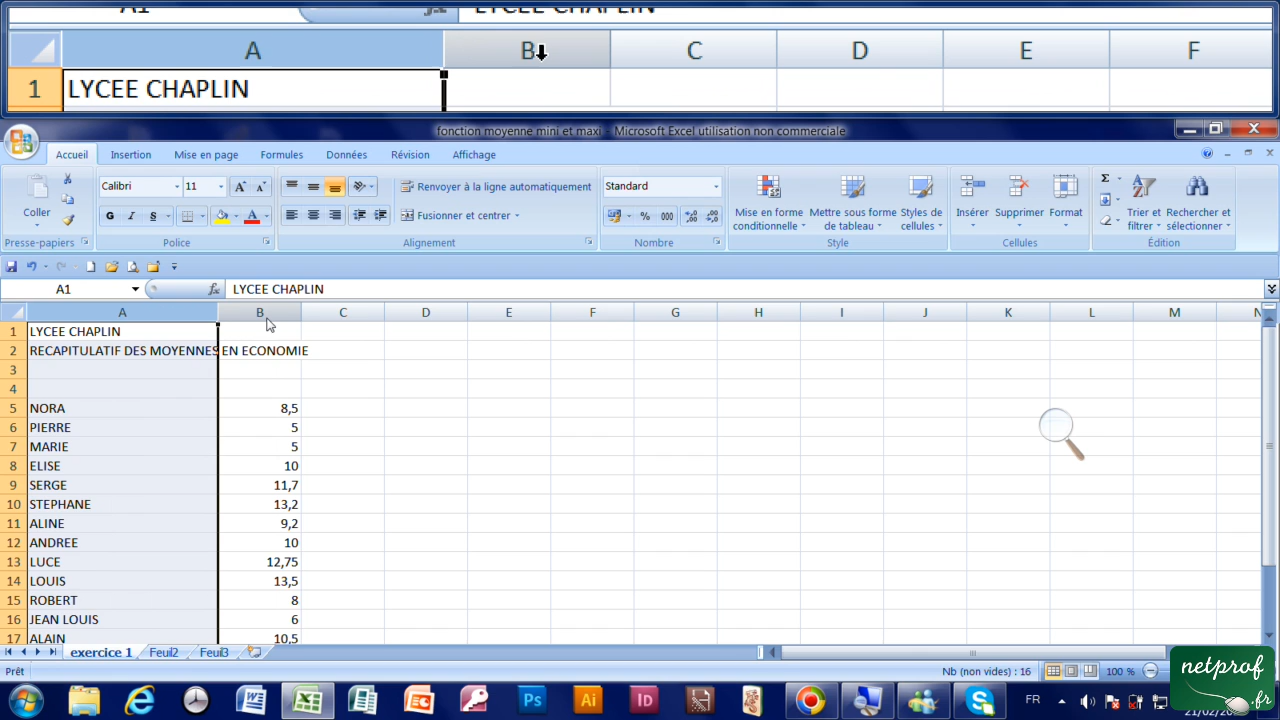 A B C D E F
1 LYCEE CHAPLIN
fonction moyenne mini et maxi - Microsoft Excel utilisation non commerciale
Accueil Insertion Mise en page Formules Données Révision Affichage
Calibri 11 Renvoyer à la ligne automatiquement Standard
Coller G I S Fusionner et centrer % 000 Mise en forme conditionnelle Mettre sous forme de tableau Styles de cellules Insérer Supprimer Format Trier et filtrer Rechercher et sélectionner
Presse-papiers Police Alignement Nombre Style Cellules Édition
A1 fx LYCEE CHAPLIN
A B C D E F G H I J K L M N
1 LYCEE CHAPLIN
2 RECAPITULATIF DES MOYENNES EN ECONOMIE
3
4
5 NORA 8,5
6 PIERRE 5
7 MARIE 5
8 ELISE 10
9 SERGE 11,7
10 STEPHANE 13,2
11 ALINE 9,2
12 ANDREE 10
13 LUCE 12,75
14 LOUIS 13,5
15 ROBERT 8
16 JEAN LOUIS 6
17 ALAIN 10,5
exercice 1 Feuil2 Feuil3
Prêt Nb (non vides) : 16 100 %
netprof.fr
Ps Ai Id FR